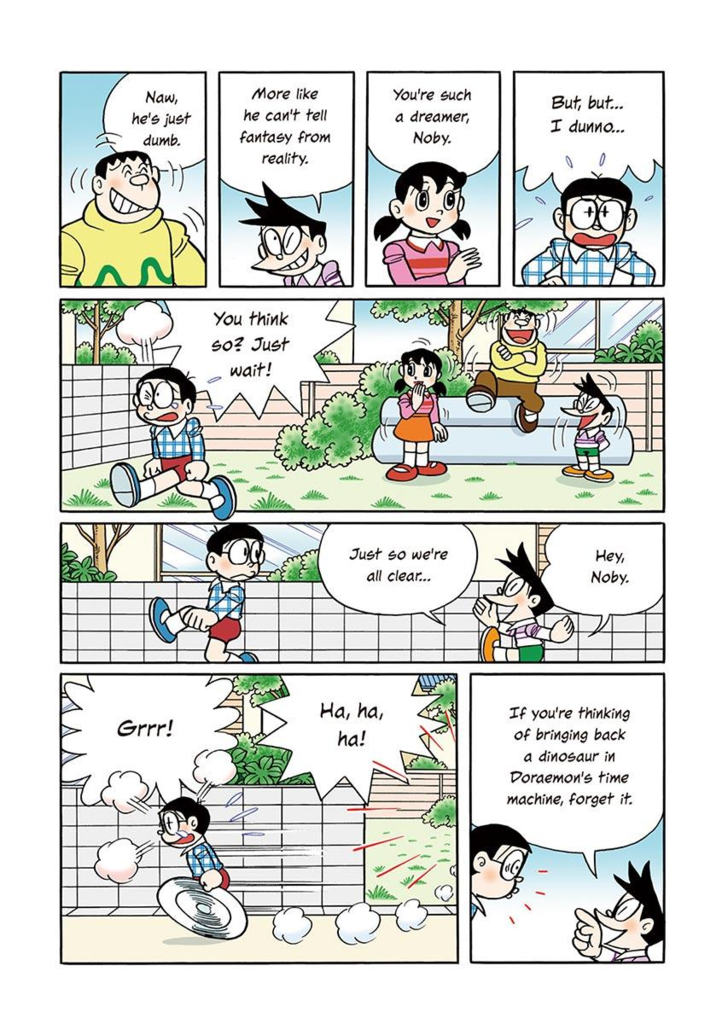 But, but...
I dunno...
You're such
a dreamer,
Noby.
More like
he can't tell
fantasy from
reality.
Naw,
he's just
dumb.
You think
so? Just
wait!
Hey,
Noby.
Just so we're
all clear...
If you're thinking
of bringing back
a dinosaur in
Doraemon's time
machine, forget it.
Ha, ha,
ha!
Grrr!